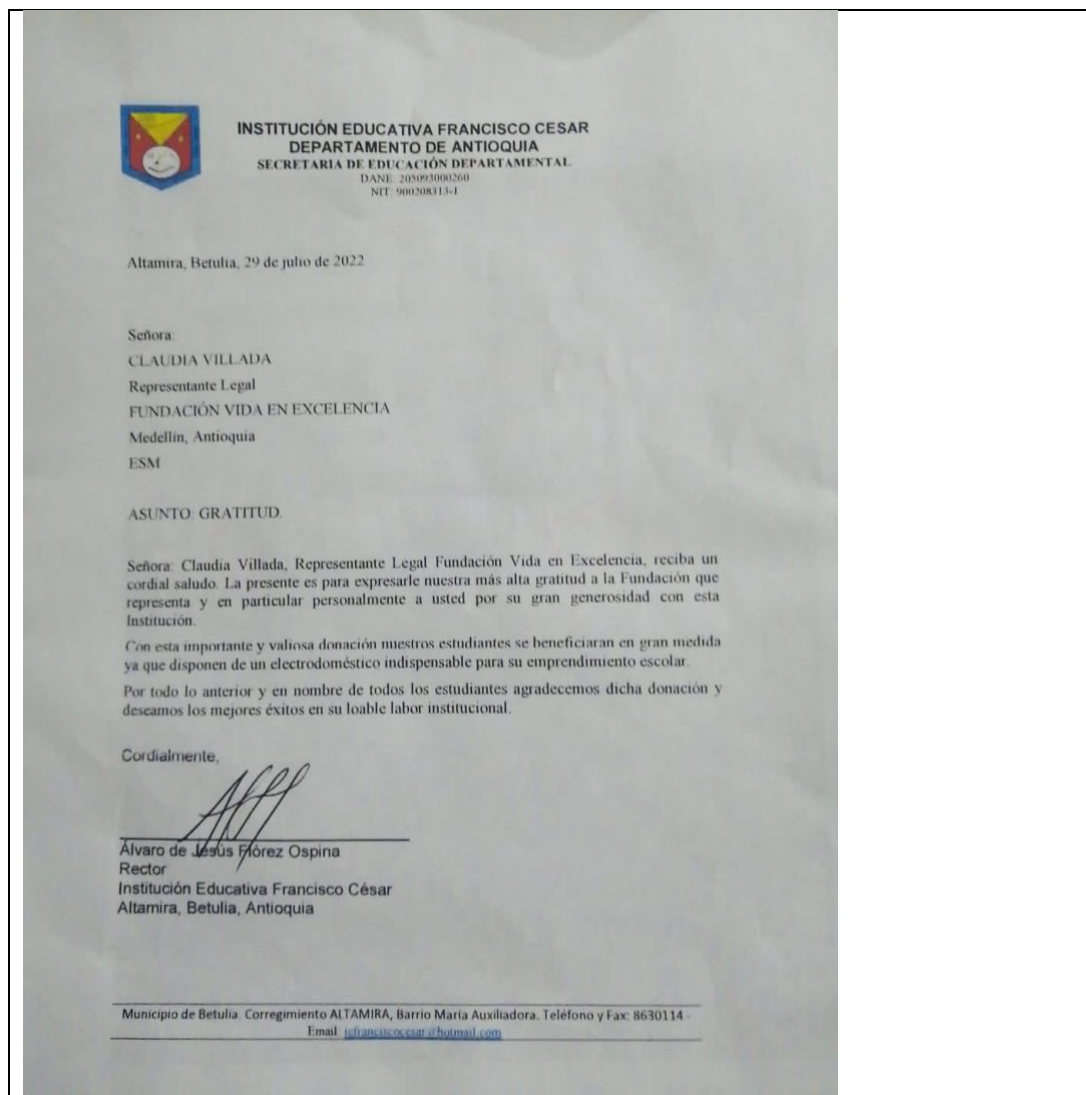 INSTITUCIÓN EDUCATIVA FRANCISCO CESAR
DEPARTAMENTO DE ANTIOQUIA
SECRETARIA DE EDUCACIÓN DEPARTAMENTAL
DANE: 205093000260
NIT: 900208313-1
Altamira, Betulia, 29 de julio de 2022
Señora:
CLAUDIA VILLADA
Representante Legal
FUNDACIÓN VIDA EN EXCELENCIA
Medellín, Antioquia
ESM
ASUNTO: GRATITUD.
Señora: Claudia Villada, Representante Legal Fundación Vida en Excelencia, reciba un
cordial saludo. La presente es para expresarle nuestra más alta gratitud a la Fundación que
representa y en particular personalmente a usted por su gran generosidad con esta
Institución.
Con esta importante y valiosa donación nuestros estudiantes se beneficiaran en gran medida
ya que disponen de un electrodoméstico indispensable para su emprendimiento escolar.
Por todo lo anterior y en nombre de todos los estudiantes agradecemos dicha donación y
deseamos los mejores éxitos en su loable labor institucional.
Cordialmente,
Álvaro de Jesús Flórez Ospina
Rector
Institución Educativa Francisco César
Altamira, Betulia, Antioquia
Municipio de Betulia. Corregimiento ALTAMIRA, Barrio María Auxiliadora. Teléfono y Fax: 8630114 -
Email: iefranciscocesar@hotmail.com